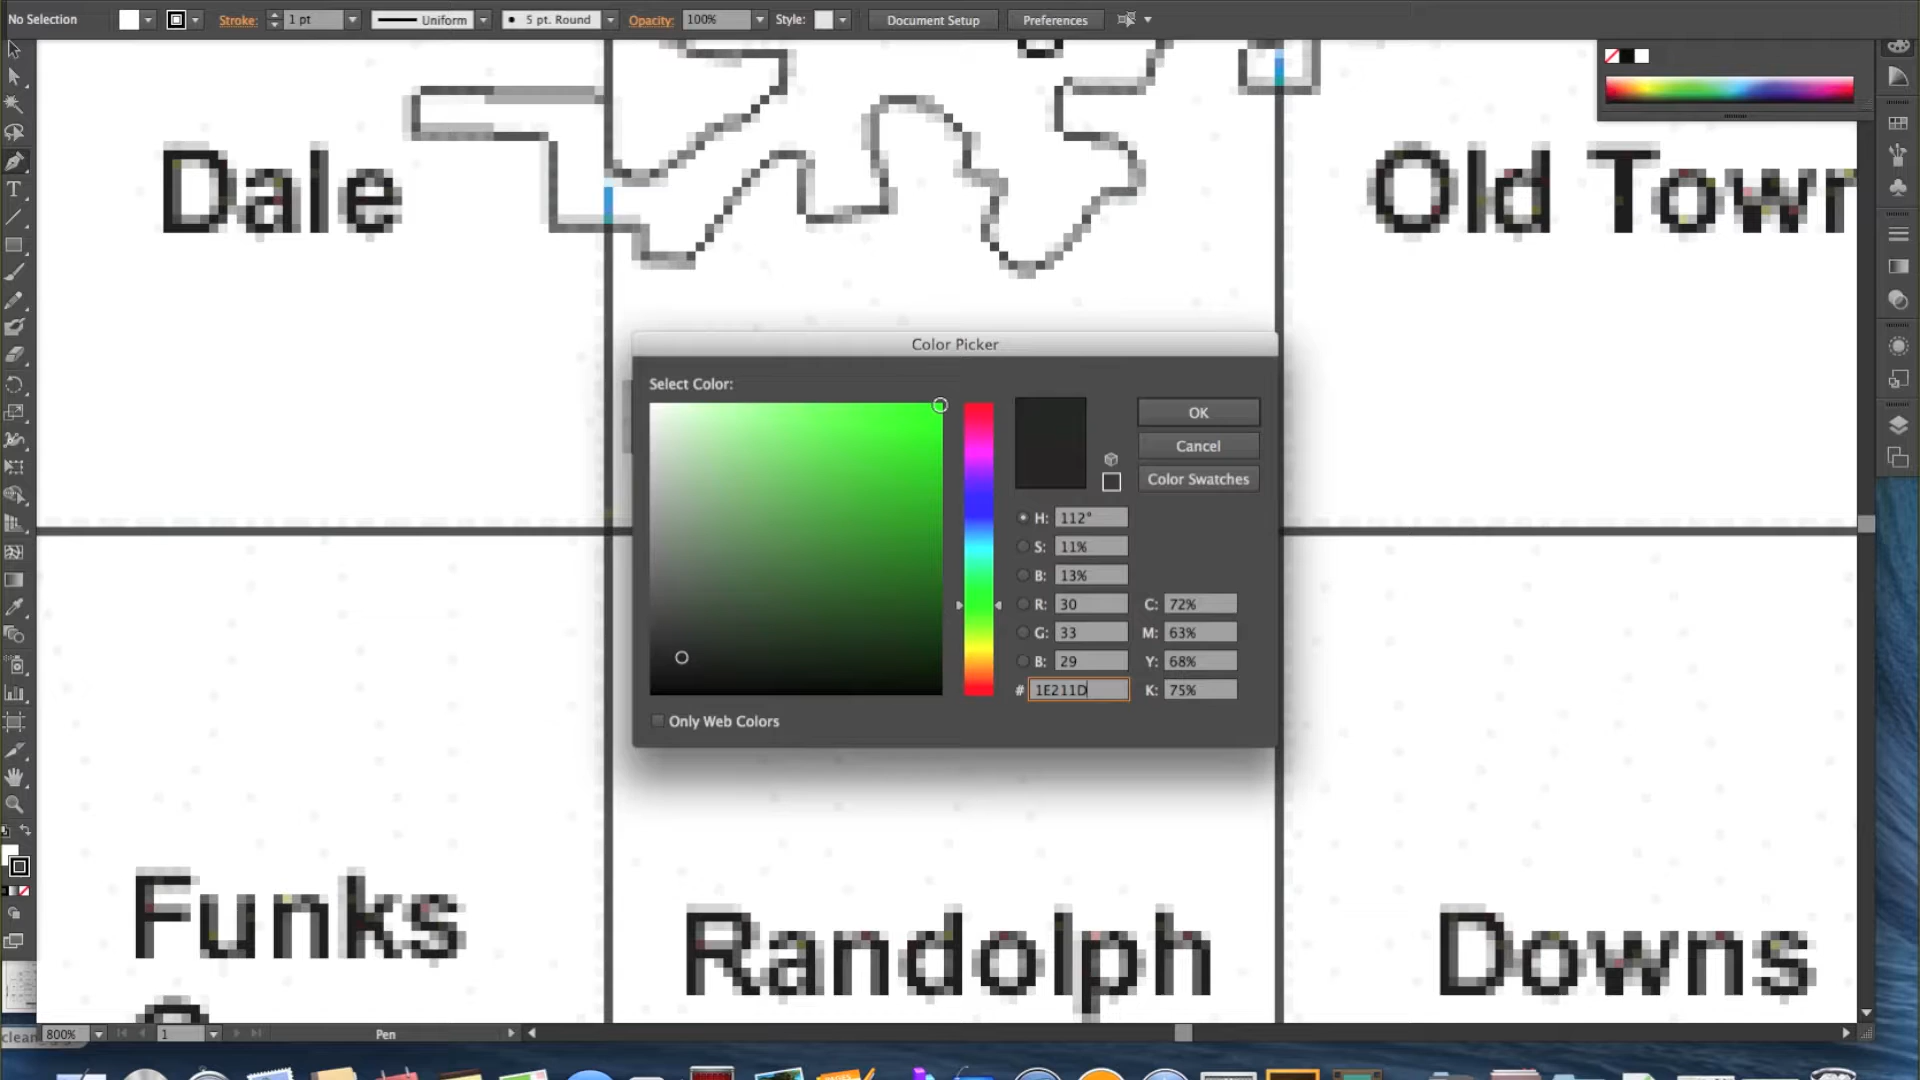 No Selection
Stroke: 1 pt Uniform 5 pt. Round Opacity: 100% Style: Document Setup Preferences
Dale
Old Town
Color Picker
Select Color:
OK
Cancel
Color Swatches
H: 112°
S: 11%
B: 13%
R: 30 C: 72%
G: 33 M: 63%
B: 29 Y: 68%
# 1E211D K: 75%
Only Web Colors
Funks
Randolph
Downs
800% 1 Pen
clean